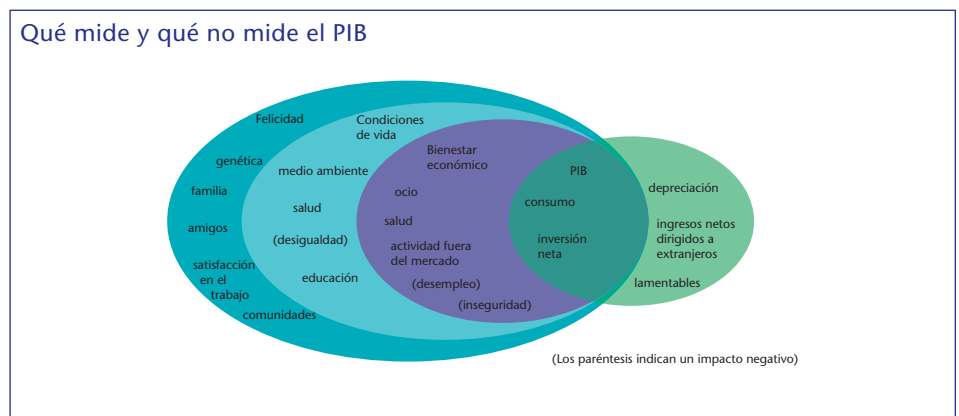 Qué mide y qué no mide el PIB
Felicidad
genética
familia
amigos
satisfacción
en el
trabajo
comunidades
Condiciones
de vida
medio ambiente
salud
(desigualdad)
educación
Bienestar
económico
ocio
salud
actividad fuera
del mercado
(desempleo)
(inseguridad)
PIB
consumo
inversión
neta
depreciación
ingresos netos
dirigidos a
extranjeros
lamentables
(Los paréntesis indican un impacto negativo)